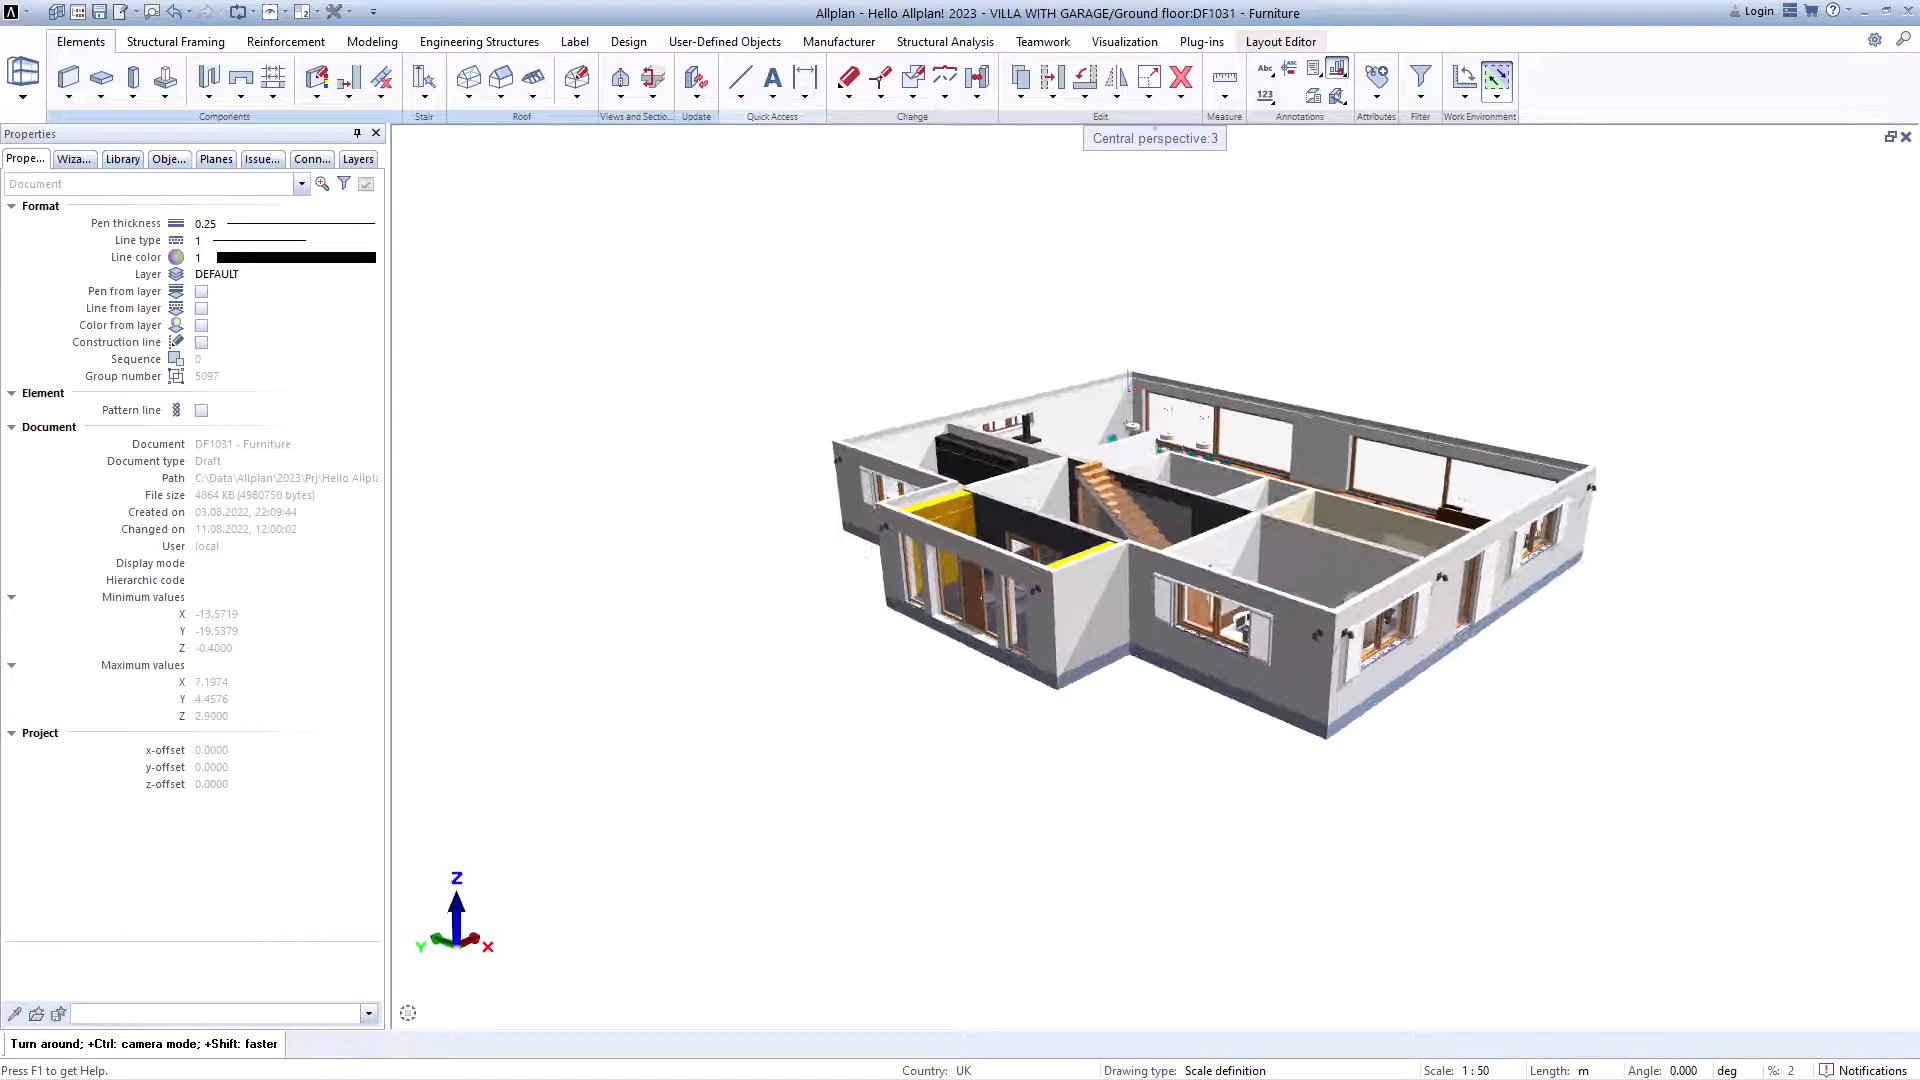 Allplan - Hello Allplan! 2023 - VILLA WITH GARAGE/Ground floor:DF1031 - Furniture
Login
Elements Structural Framing Reinforcement Modeling Engineering Structures Label Design User-Defined Objects Manufacturer Structural Analysis Teamwork Visualization Plug-ins Layout Editor
Abc
123
Components Stair Roof Views and Sectio... Update Quick Access Change Edit Measure Annotations Attributes Filter Work Environment
Properties
Central perspective:3
Prope... Wiza... Library Obje... Planes Issue... Conn... Layers
Document
Format
Pen thickness 0.25
Line type 1
Line color 1
Layer DEFAULT
Pen from layer
Line from layer
Color from layer
Construction line
Sequence 0
Group number 5097
Element
Pattern line
Document
Document DF1031 - Furniture
Document type Draft
Path C:\Data\Allplan\2023\Prj\Hello Allpla
File size 4864 KB (4980750 bytes)
Created on 03.08.2022, 22:09:44
Changed on 11.08.2022, 12:00:02
User local
Display mode
Hierarchic code
Minimum values
X -13.5719
Y -19.5379
Z -0.4000
Maximum values
X 7.1974
Y 4.4576
Z 2.9000
Project
x-offset 0.0000
y-offset 0.0000
z-offset 0.0000
Z
Y X
Turn around; +Ctrl: camera mode; +Shift: faster
Press F1 to get Help. Country: UK Drawing type: Scale definition Scale: 1 : 50 Length: m Angle: 0.000 deg %: 2 Notifications